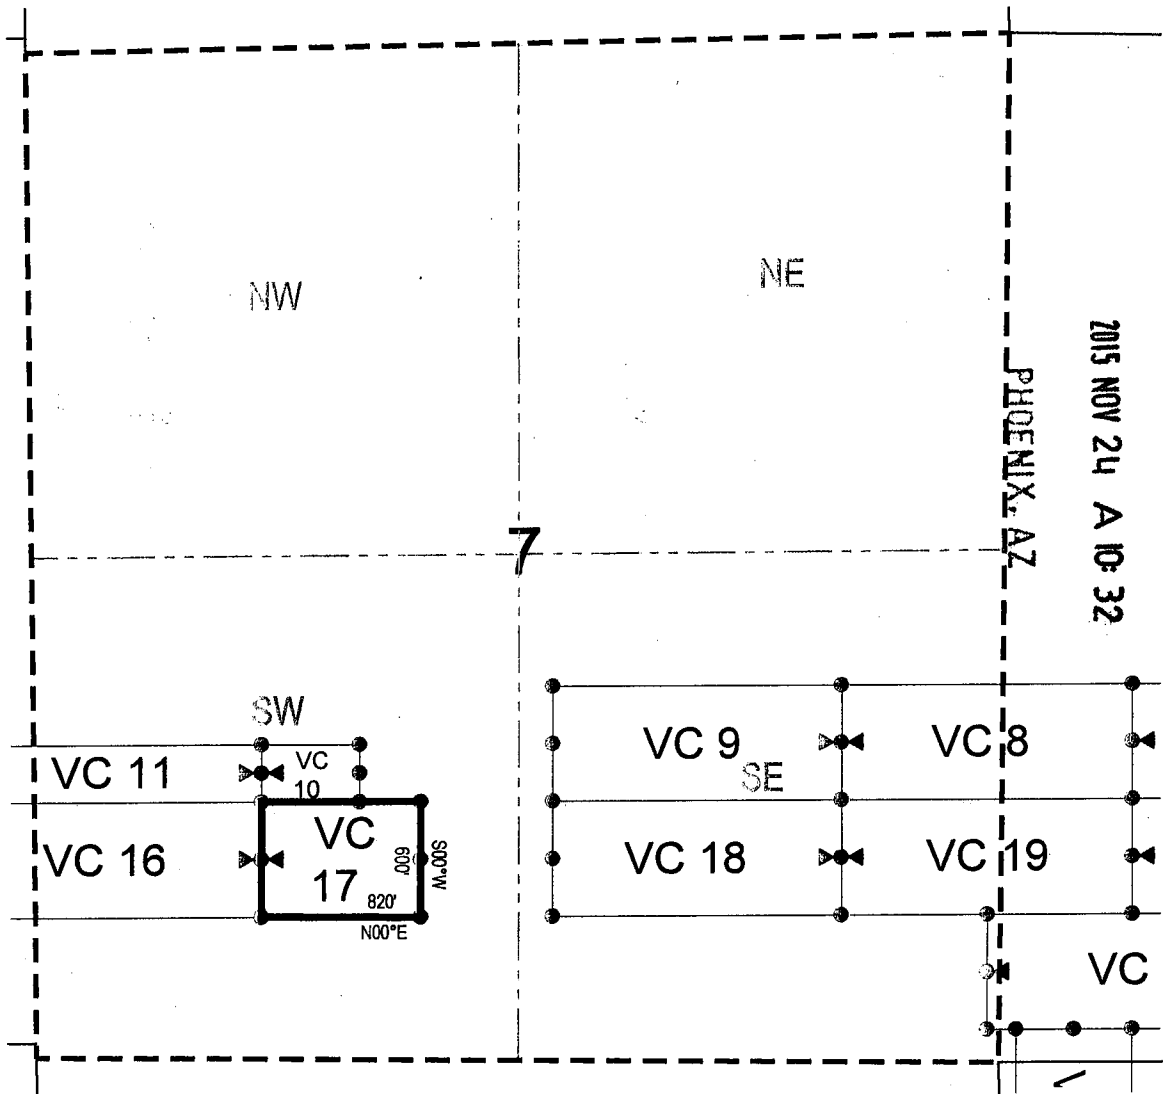 NW
NE
2015 NOV 24 A 10:32
PHOENIX, AZ
7
SW
VC 11
VC
10
VC 9
VC 8
SE
VC 16
VC
17
600'
820'
S00°W
N00°E
VC 18
VC 19
VC